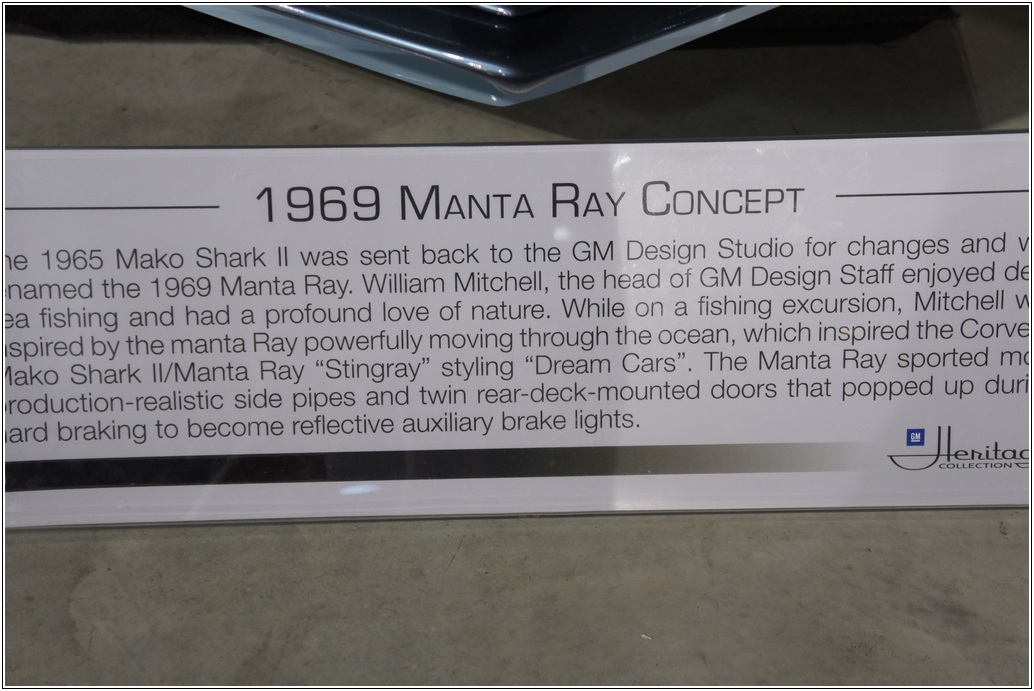 1969 MANTA RAY CONCEPT
he 1965 Mako Shark II was sent back to the GM Design Studio for changes and w
enamed the 1969 Manta Ray. William Mitchell, the head of GM Design Staff enjoyed de
ea fishing and had a profound love of nature. While on a fishing excursion, Mitchell w
nspired by the manta Ray powerfully moving through the ocean, which inspired the Corve
Mako Shark II/Manta Ray “Stingray” styling “Dream Cars”. The Manta Ray sported mo
production-realistic side pipes and twin rear-deck-mounted doors that popped up duri
hard braking to become reflective auxiliary brake lights.
GM Heritag
COLLECTION